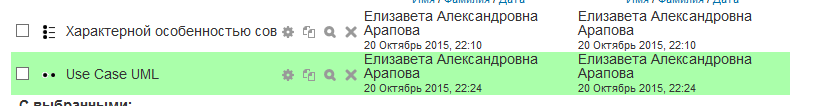 Имя / Фамилия / Дата Имя / Фамилия / Дата
Характерной особенностью сов Елизавета Александровна Арапова 20 Октябрь 2015, 22:10 Елизавета Александровна Арапова 20 Октябрь 2015, 22:10
Use Case UML Елизавета Александровна Арапова 20 Октябрь 2015, 22:24 Елизавета Александровна Арапова 20 Октябрь 2015, 22:24
С выбранными: